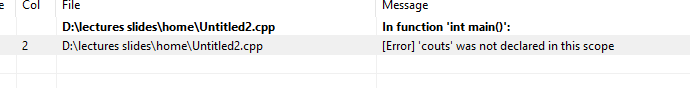 Col File Message
D:\lectures slides\home\Untitled2.cpp In function 'int main()':
2 D:\lectures slides\home\Untitled2.cpp [Error] 'couts' was not declared in this scope